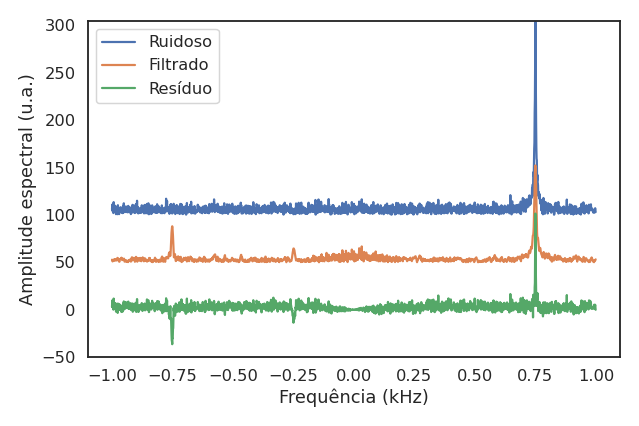 Amplitude espectral (u.a.)
300
250
200
150
100
50
0
−50
Ruidoso
Filtrado
Resíduo
−1.00 −0.75 −0.50 −0.25 0.00 0.25 0.50 0.75 1.00
Frequência (kHz)